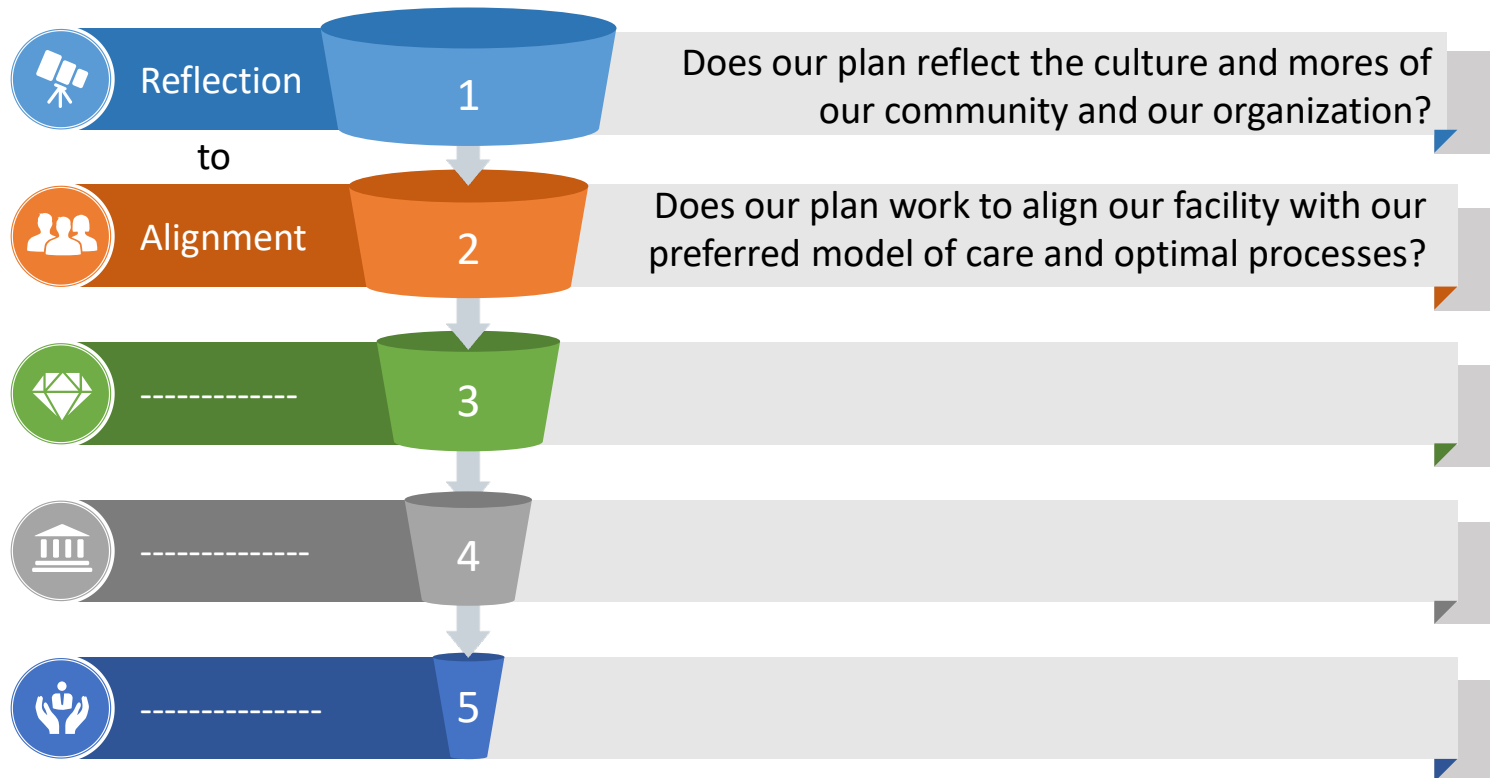 Reflection
1
Does our plan reflect the culture and mores of
our community and our organization?
to
Alignment
2
Does our plan work to align our facility with our
preferred model of care and optimal processes?
-------------
3
--------------
4
---------------
5